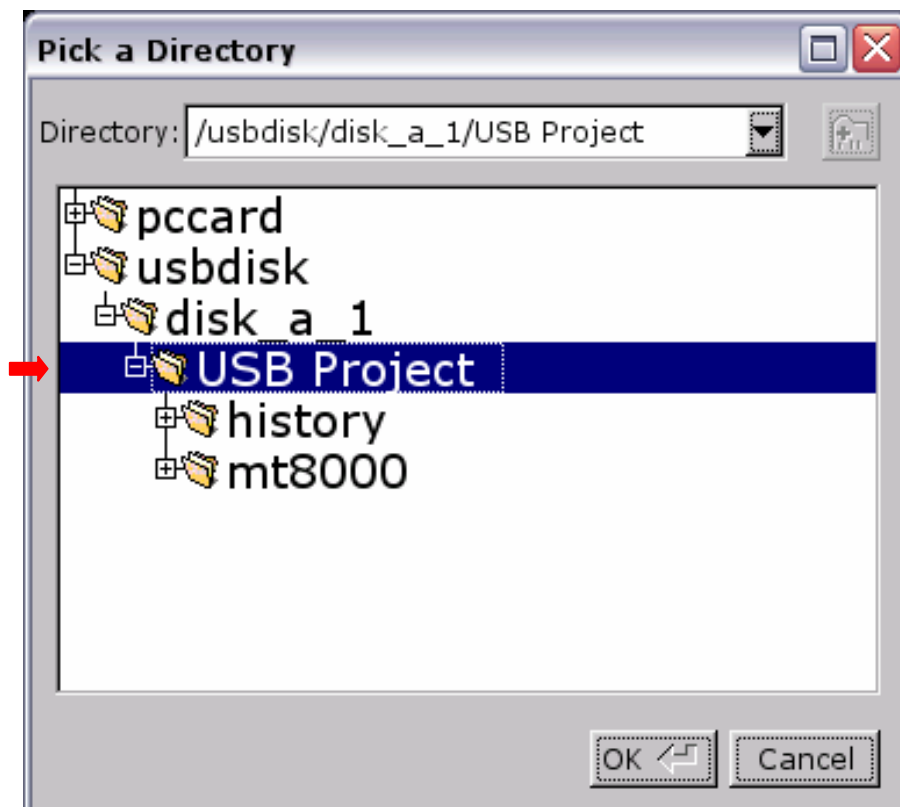 Pick a Directory
Directory: /usbdisk/disk_a_1/USB Project
pccard
usbdisk
disk_a_1
USB Project
history
mt8000
OK Cancel